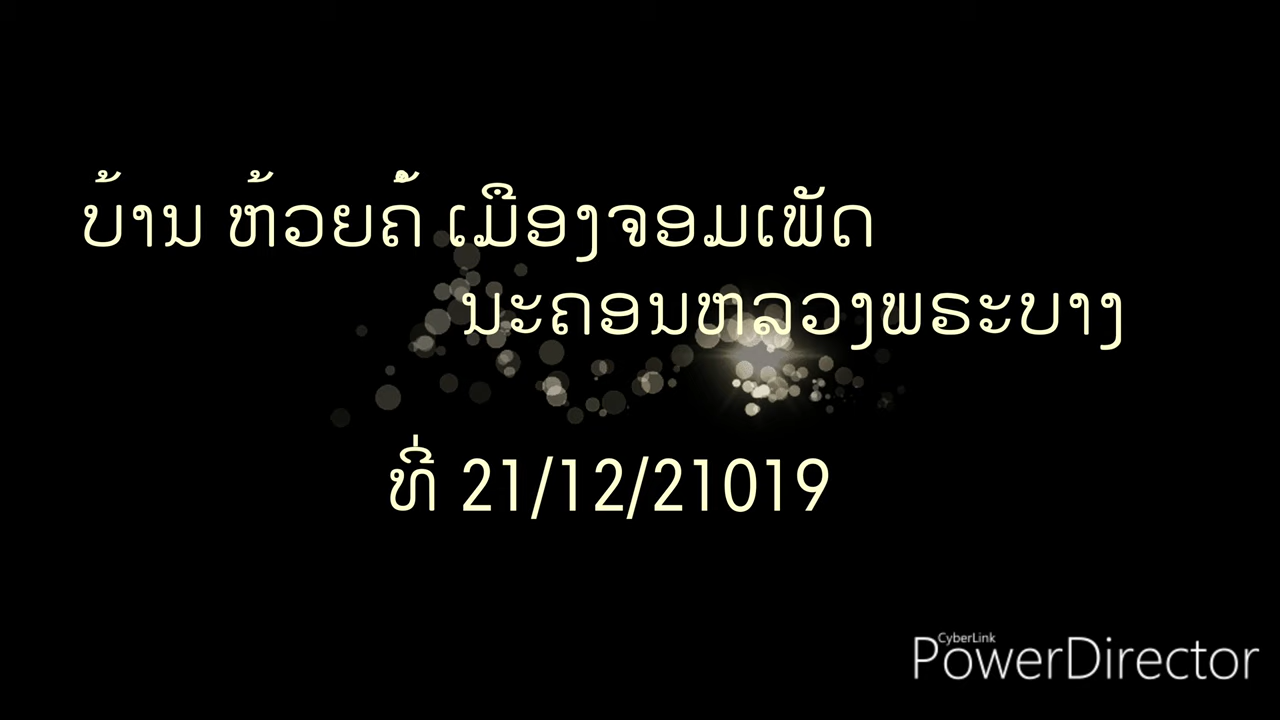 ບ້ານ ຫ້ວຍຄໍ້ ເມືອງຈອມເພັດ
ນະຄອນຫລວງພຣະບາງ
ທີ່ 21/12/21019
CyberLink
PowerDirector